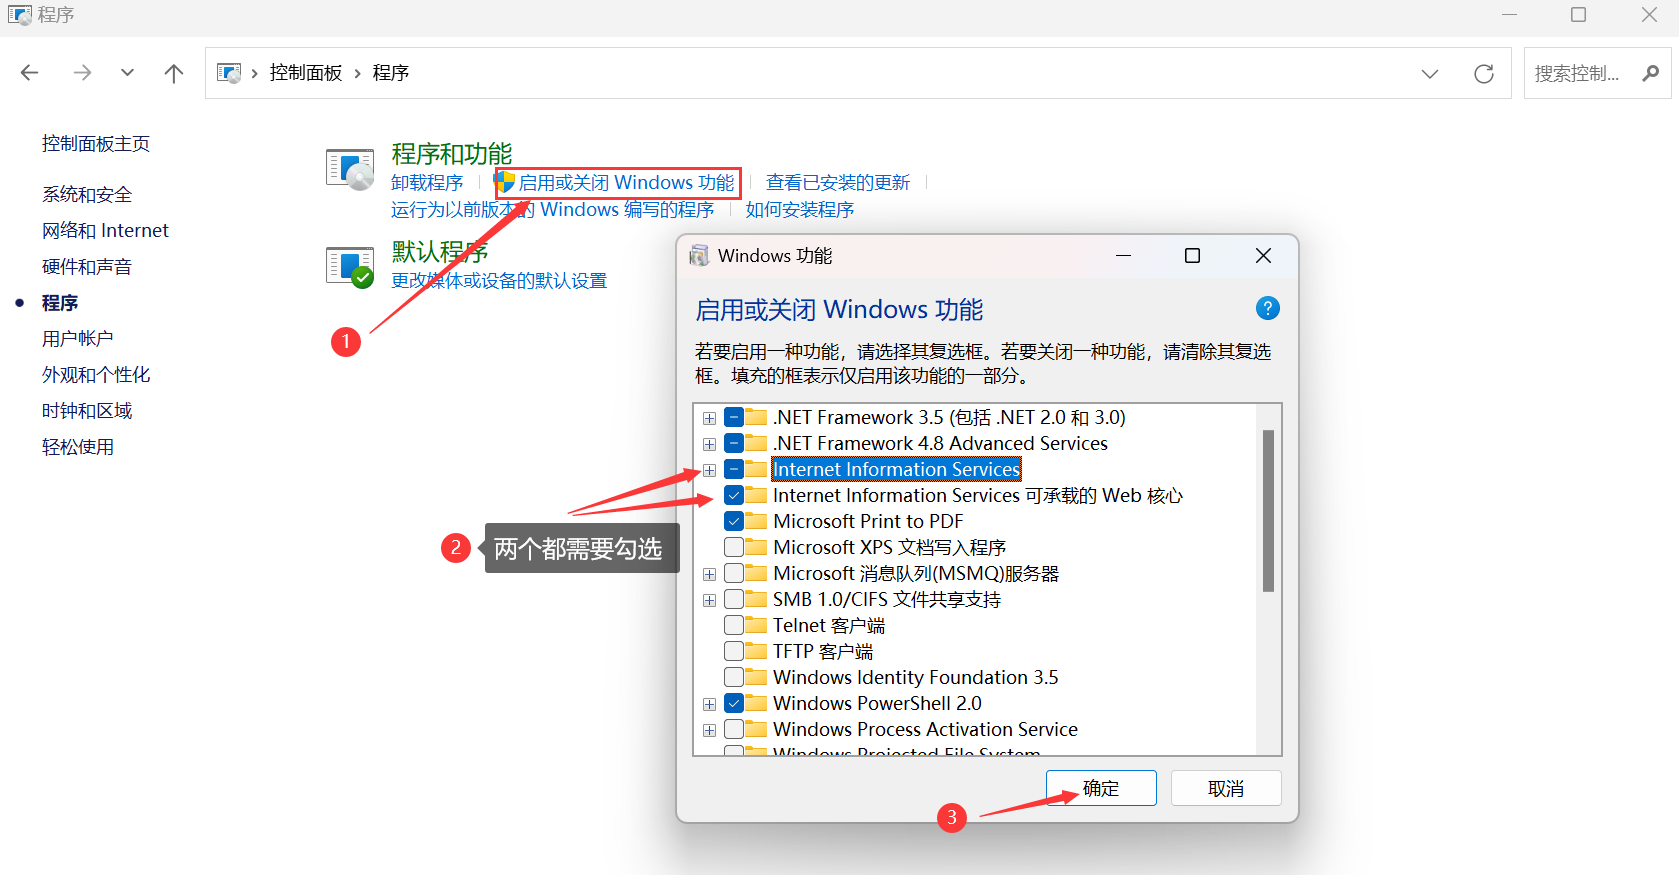 程序
控制面板 › 程序
搜索控制...
控制面板主页
系统和安全
网络和 Internet
硬件和声音
程序
用户帐户
外观和个性化
时钟和区域
轻松使用
程序和功能
卸载程序 启用或关闭 Windows 功能 查看已安装的更新
运行为以前版本的 Windows 编写的程序 如何安装程序
默认程序
更改媒体或设备的默认设置
1
Windows 功能
启用或关闭 Windows 功能
?
若要启用一种功能，请选择其复选框。若要关闭一种功能，请清除其复选
框。填充的框表示仅启用该功能的一部分。
.NET Framework 3.5 (包括 .NET 2.0 和 3.0)
.NET Framework 4.8 Advanced Services
Internet Information Services
Internet Information Services 可承载的 Web 核心
Microsoft Print to PDF
Microsoft XPS 文档写入程序
Microsoft 消息队列(MSMQ)服务器
SMB 1.0/CIFS 文件共享支持
Telnet 客户端
TFTP 客户端
Windows Identity Foundation 3.5
Windows PowerShell 2.0
Windows Process Activation Service
Windows Projected File System
2 两个都需要勾选
确定 取消
3